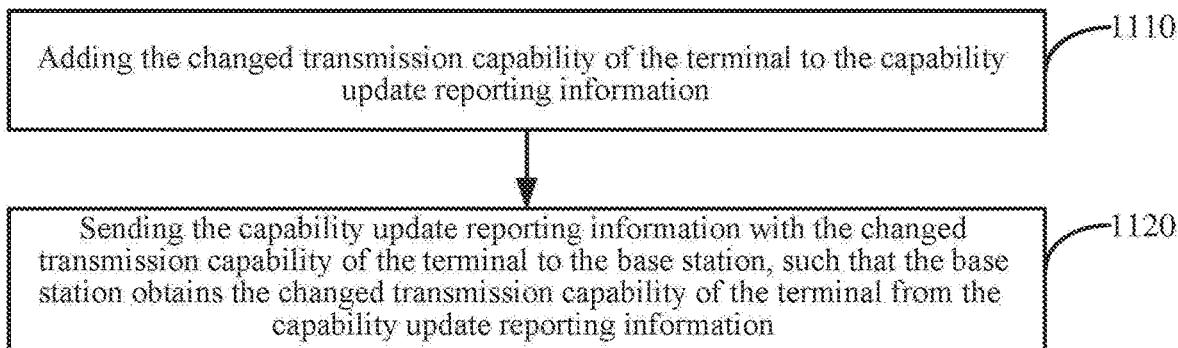 Adding the changed transmission capability of the terminal to the capability
update reporting information
1110
Sending the capability update reporting information with the changed
transmission capability of the terminal to the base station, such that the base
station obtains the changed transmission capability of the terminal from the
capability update reporting information
1120